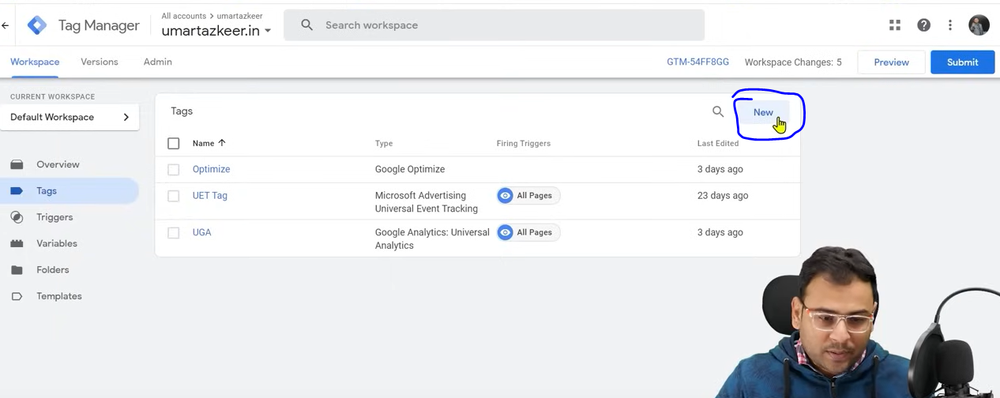 Tag Manager
All accounts > umartazkeer
umartazkeer.in
Search workspace
Workspace
Versions
Admin
GTM-54FF8GG
Workspace Changes: 5
Preview
Submit
CURRENT WORKSPACE
Default Workspace
Overview
Tags
Triggers
Variables
Folders
Templates
Tags
New
Name
Type
Firing Triggers
Last Edited
Optimize
Google Optimize
3 days ago
UET Tag
Microsoft Advertising
Universal Event Tracking
All Pages
23 days ago
UGA
Google Analytics: Universal
Analytics
All Pages
3 days ago